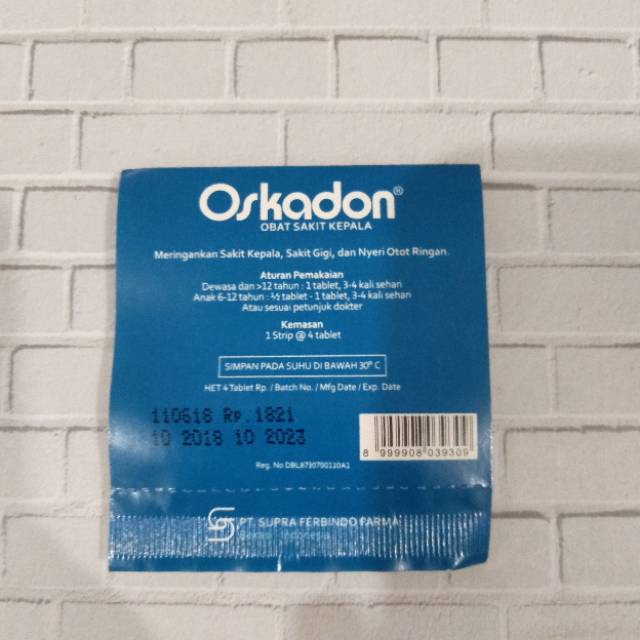 Oskadon®
OBAT SAKIT KEPALA
Meringankan Sakit Kepala, Sakit Gigi, dan Nyeri Otot Ringan.
Aturan Pemakaian
Dewasa dan >12 tahun : 1 tablet, 3-4 kali sehari
Anak 6-12 tahun : ½ tablet - 1 tablet, 3-4 kali sehari
Atau sesuai petunjuk dokter
Kemasan
1 Strip @ 4 tablet
SIMPAN PADA SUHU DI BAWAH 30° C
HET 4 Tablet Rp. / Batch No. / Mfg Date / Exp. Date
110618 Rp.1821
10 2018 10 2023
8 999908 039309
Reg. No DBL8730700110A1
PT. SUPRA FERBINDO FARMA